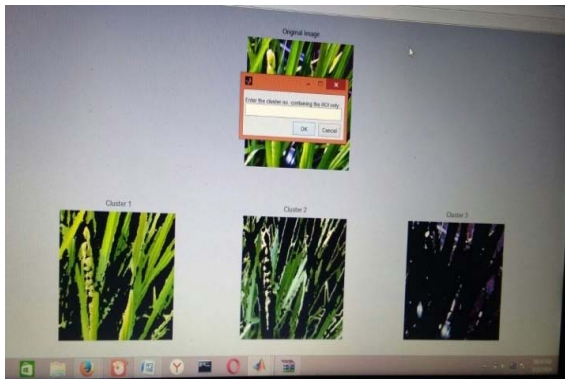 Original Image
Enter the cluster no. containing the ROI only:
OK
Cancel
Cluster 1
Cluster 2
Cluster 3